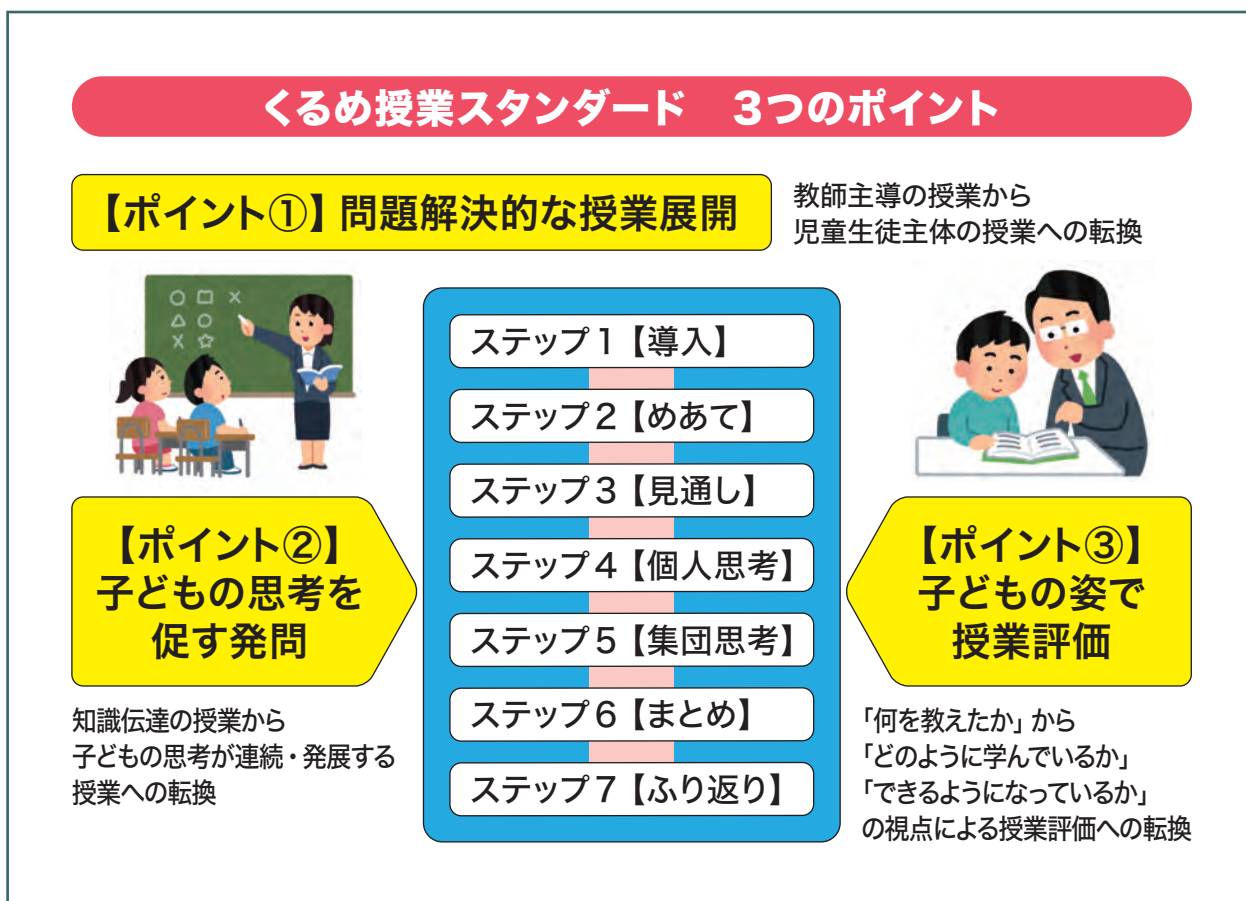 くるめ授業スタンダード　3つのポイント
【ポイント①】問題解決的な授業展開
教師主導の授業から
児童生徒主体の授業への転換
ステップ1【導入】
ステップ2【めあて】
ステップ3【見通し】
ステップ4【個人思考】
ステップ5【集団思考】
ステップ6【まとめ】
ステップ7【ふり返り】
【ポイント②】
子どもの思考を
促す発問
知識伝達の授業から
子どもの思考が連続・発展する
授業への転換
【ポイント③】
子どもの姿で
授業評価
「何を教えたか」から
「どのように学んでいるか」
「できるようになっているか」
の視点による授業評価への転換